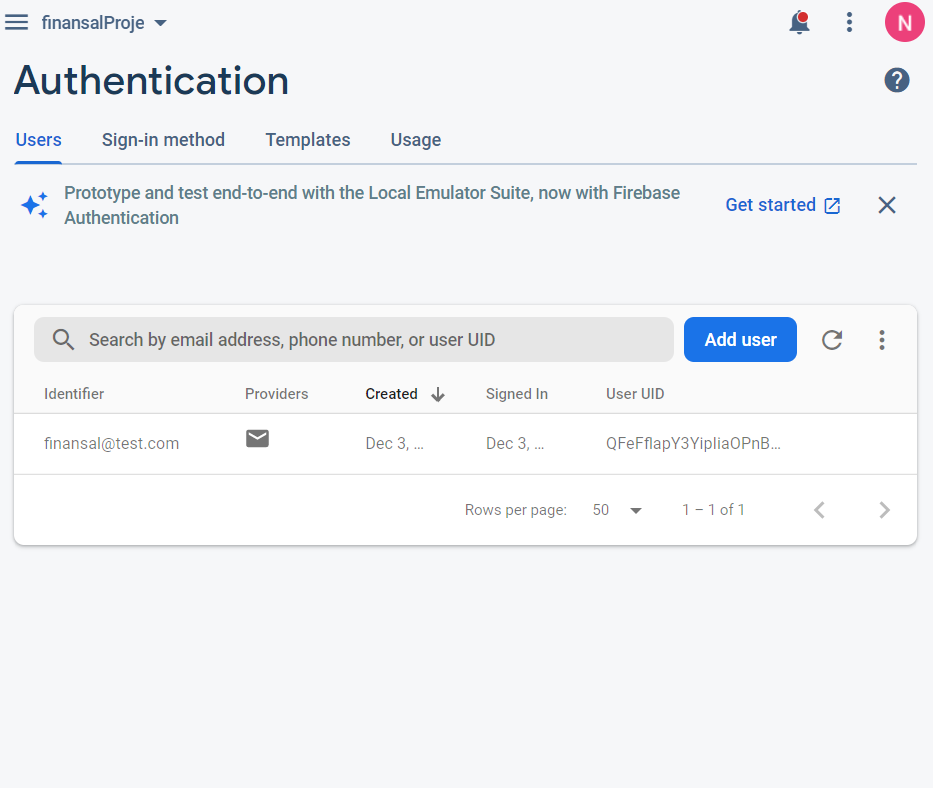 finansalProje
N
Authentication
Users Sign-in method Templates Usage
Prototype and test end-to-end with the Local Emulator Suite, now with Firebase
Authentication
Get started
Search by email address, phone number, or user UID
Add user
Identifier Providers Created Signed In User UID
finansal@test.com Dec 3, ... Dec 3, ... QFeFflapY3YipliaOPnB...
Rows per page: 50 1 – 1 of 1